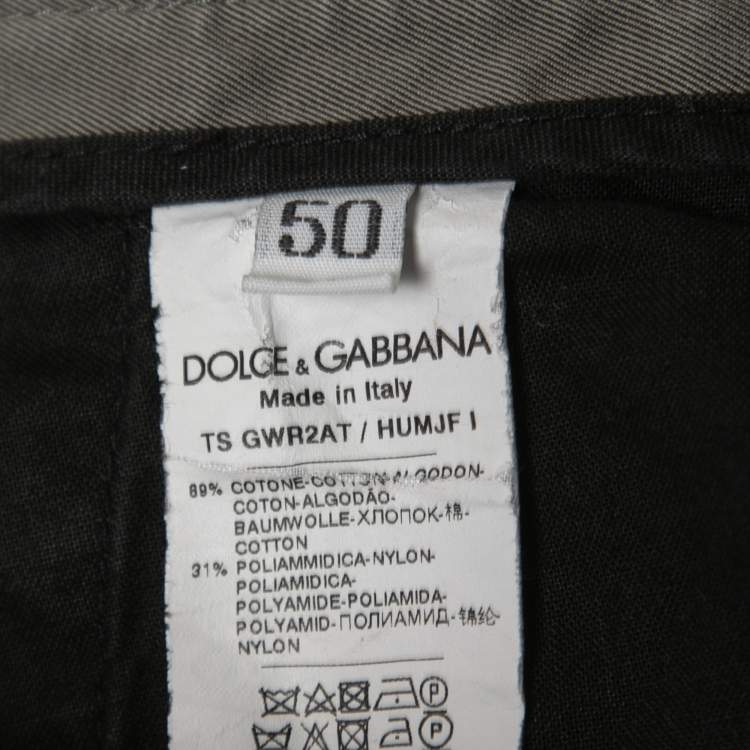 50
DOLCE & GABBANA
Made in Italy
TS GWR2AT / HUMJF I
89% COTONE-COTTON-ALGODON-
COTON-ALGODÃO-
BAUMWOLLE-ХЛОПОК-棉-
COTTON
31% POLIAMMIDICA-NYLON-
POLIAMIDICA-
POLYAMIDE-POLIAMIDA-
POLYAMID-ПОЛИАМИД-锦纶-
NYLON
P
P